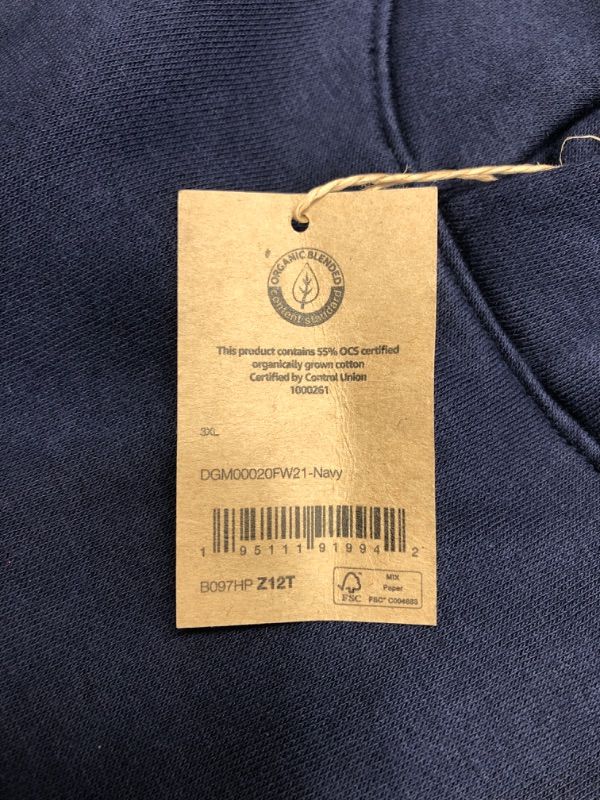 ORGANIC BLENDED
content standard
This product contains 55% OCS certified
organically grown cotton
Certified by Control Union
1000261
3XL
DGM00020FW21-Navy
1 95111 91994 2
B097HP Z12T
FSC
MIX
Paper
FSC® C004683